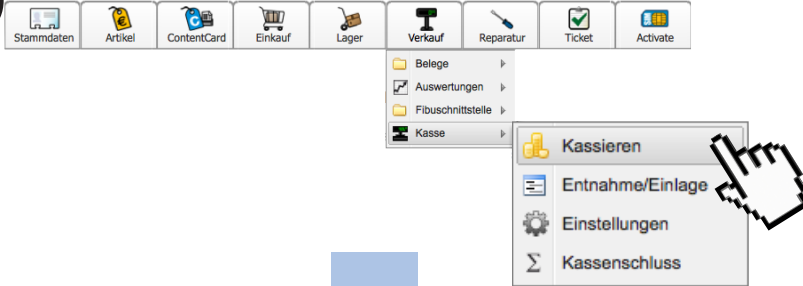 Stammdaten Artikel ContentCard Einkauf Lager Verkauf Reparatur Ticket Activate
Belege
Auswertungen
Fibuschnittstelle
Kasse
Kassieren
Entnahme/Einlage
Einstellungen
Kassenschluss